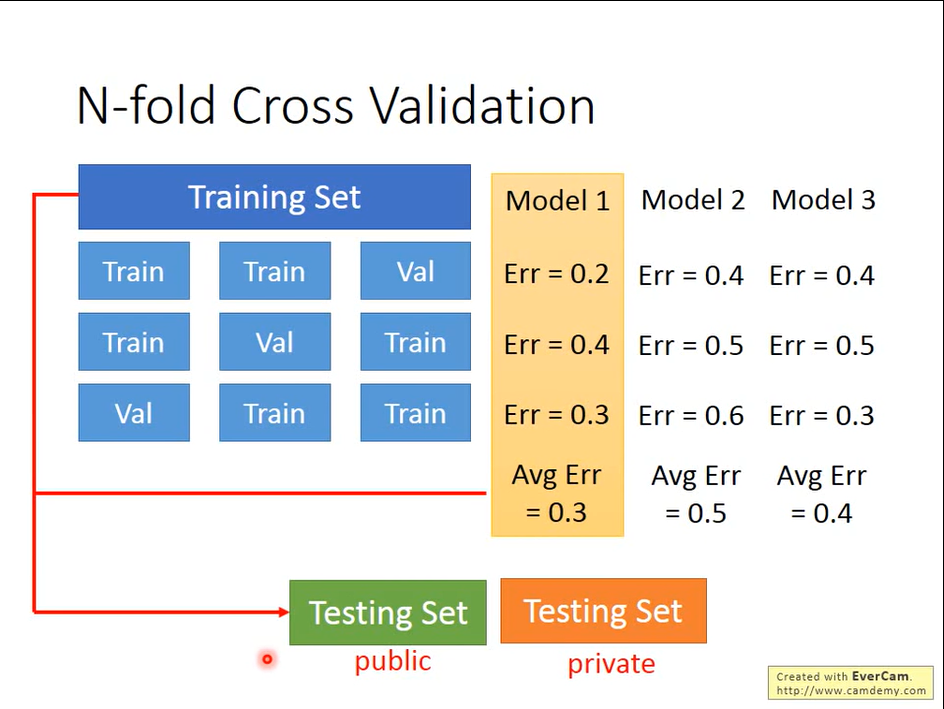 N-fold Cross Validation
Training Set
Model 1
Model 2
Model 3
Train
Train
Val
Err = 0.2
Err = 0.4
Err = 0.4
Train
Val
Train
Err = 0.4
Err = 0.5
Err = 0.5
Val
Train
Train
Err = 0.3
Err = 0.6
Err = 0.3
Avg Err
= 0.3
Avg Err
= 0.5
Avg Err
= 0.4
Testing Set
Testing Set
public
private
Created with EverCam.
http://www.camdemy.com